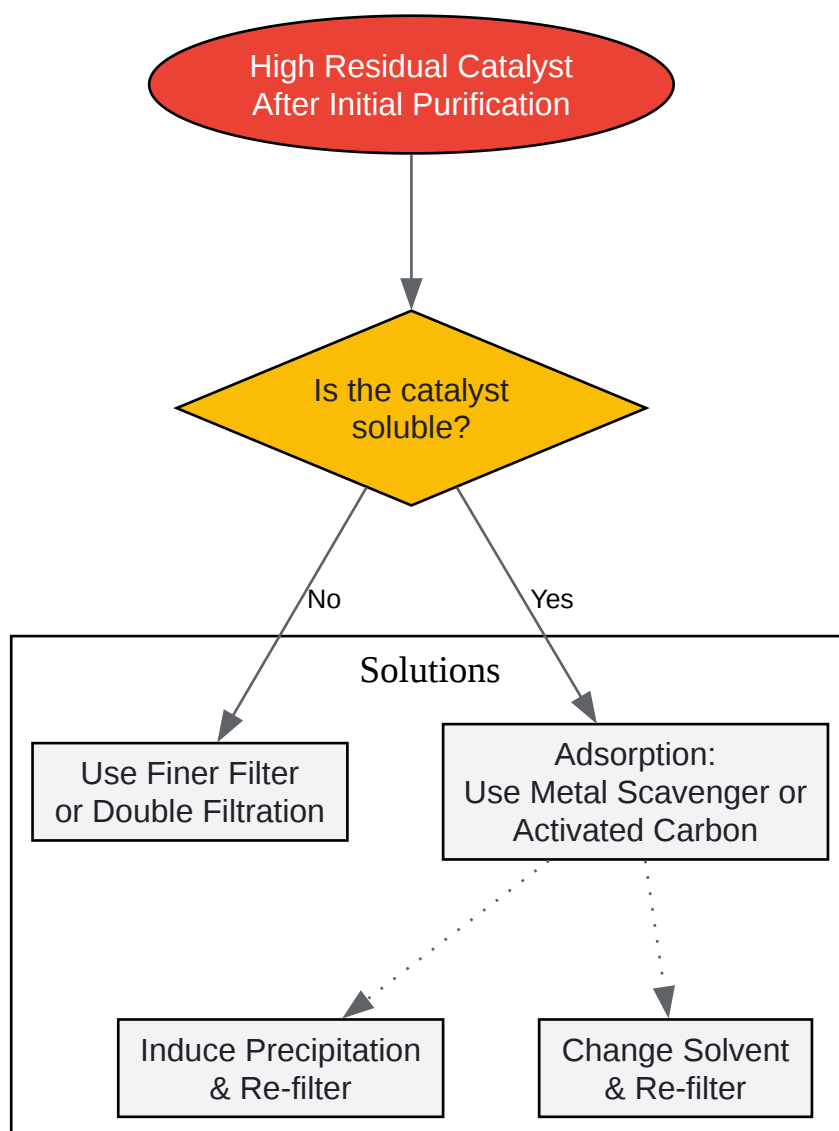 High Residual Catalyst
After Initial Purification
Is the catalyst
soluble?
No
Yes
Solutions
Use Finer Filter
or Double Filtration
Adsorption:
Use Metal Scavenger or
Activated Carbon
Induce Precipitation
& Re-filter
Change Solvent
& Re-filter